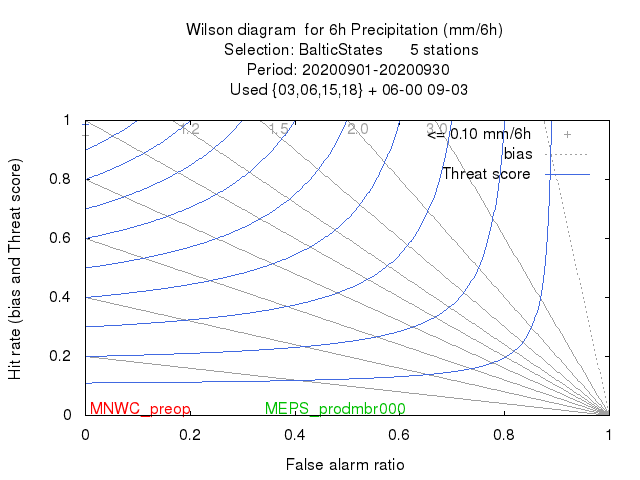 Wilson diagram  for 6h Precipitation (mm/6h)
Selection: BalticStates      5 stations
Period: 20200901-20200930
Used {03,06,15,18} + 06-00 09-03
Hit rate (bias and Threat score)
1
0.8
0.6
0.4
0.2
0
1.2
1.5
2.0
3.0
<= 0.10 mm/6h
bias
Threat score
MNWC_preop
MEPS_prodmbr000
0
0.2
0.4
0.6
0.8
1
False alarm ratio